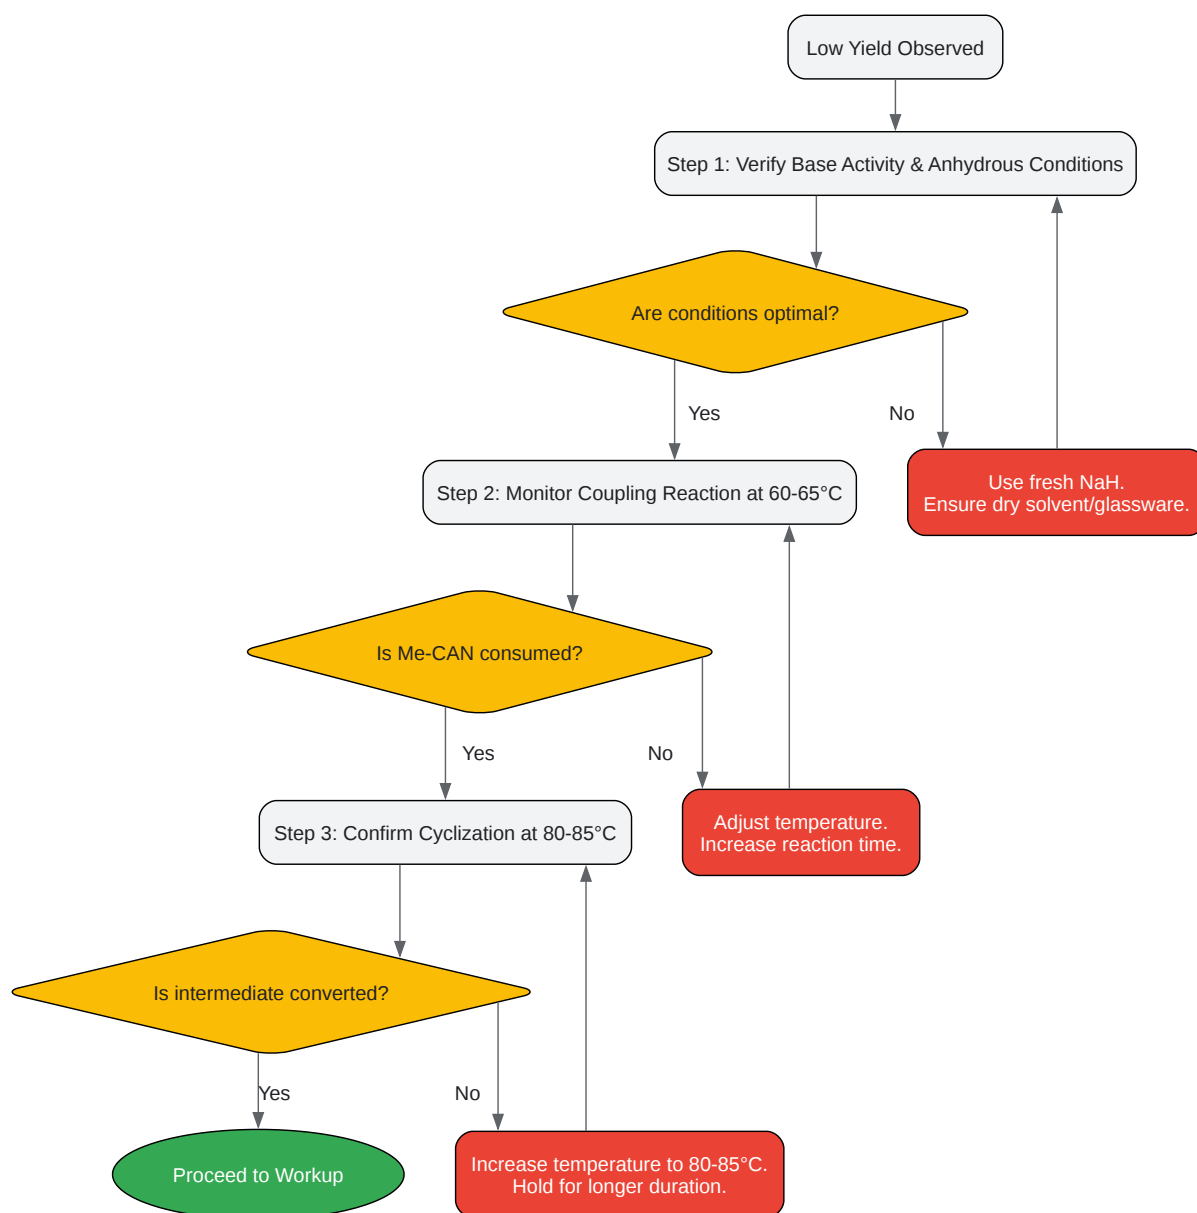 Low Yield Observed
Step 1: Verify Base Activity & Anhydrous Conditions
Are conditions optimal?
Yes
No
Use fresh NaH.
Ensure dry solvent/glassware.
Step 2: Monitor Coupling Reaction at 60-65°C
Is Me-CAN consumed?
Yes
No
Adjust temperature.
Increase reaction time.
Step 3: Confirm Cyclization at 80-85°C
Is intermediate converted?
Yes
No
Proceed to Workup
Increase temperature to 80-85°C.
Hold for longer duration.